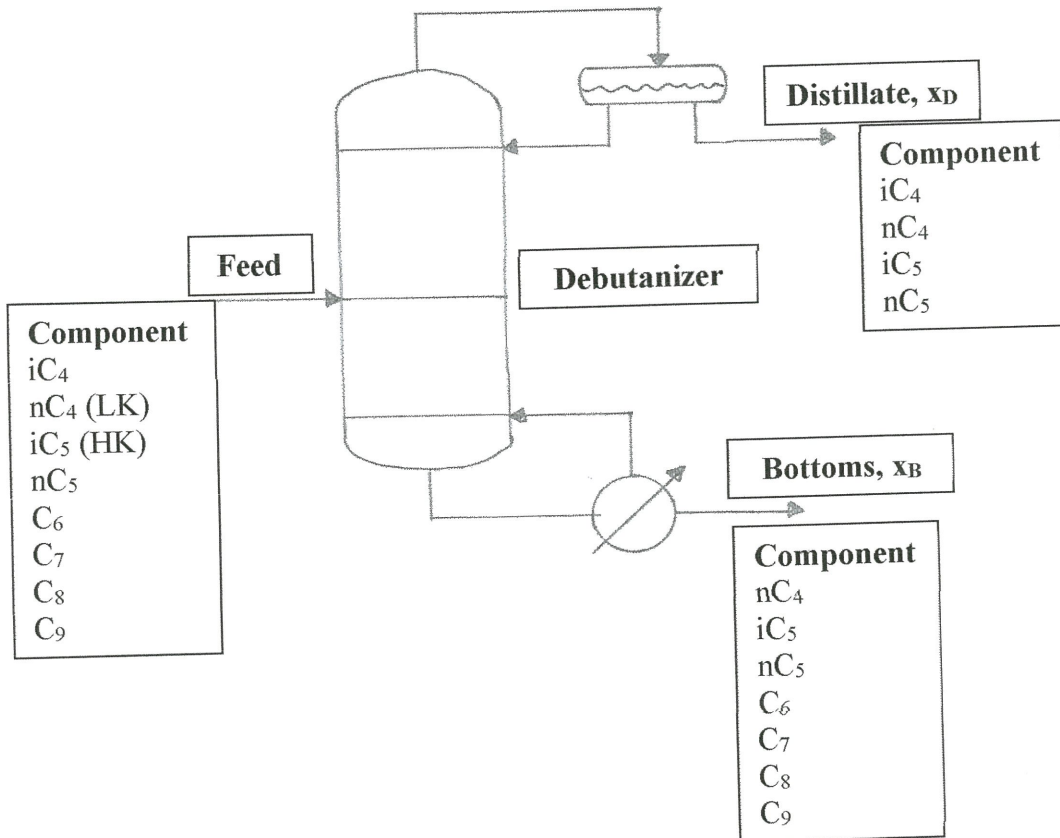 Distillate, xD
Component
iC4
nC4
iC5
nC5
Feed
Debutanizer
Component
iC4
nC4 (LK)
iC5 (HK)
nC5
C6
C7
C8
C9
Bottoms, xB
Component
nC4
iC5
nC5
C6
C7
C8
C9